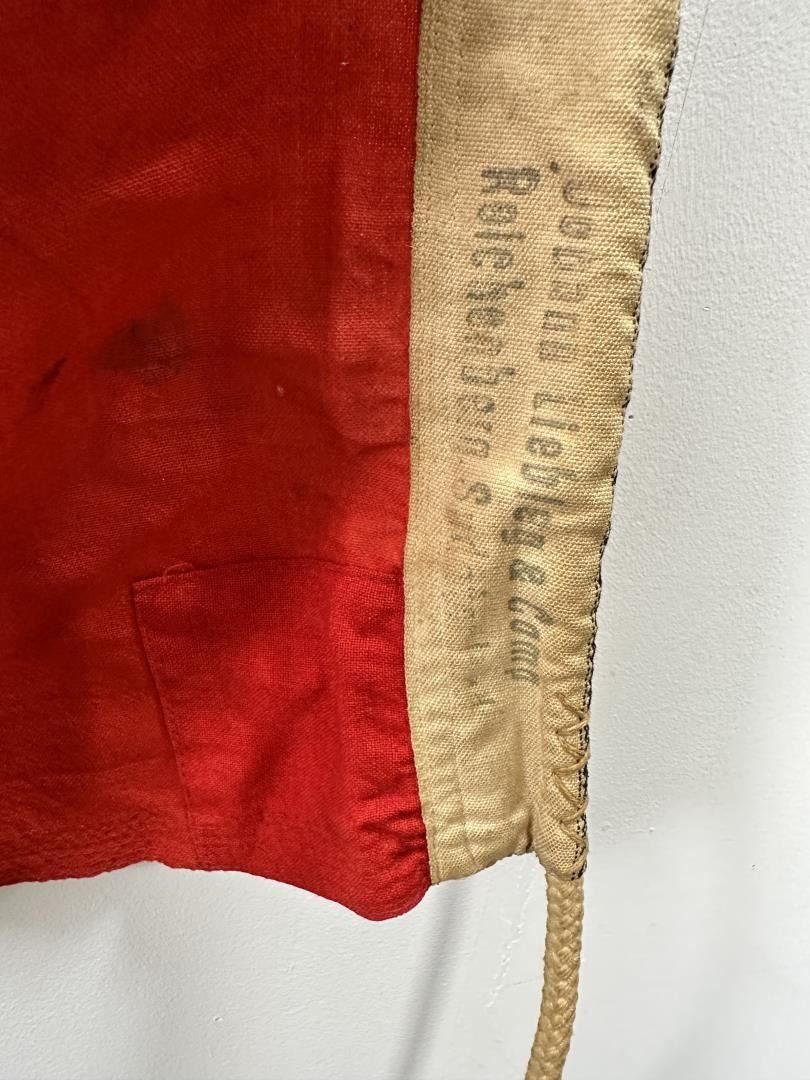 Johann Liebieg & Comp
Reichenberg